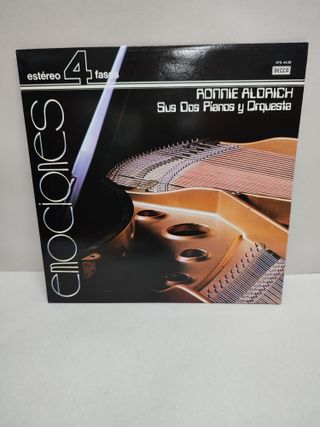 estéreo 4 fases
DECCA
RONNIE ALDRICH
Sus Dos Pianos y Orquesta
emociones